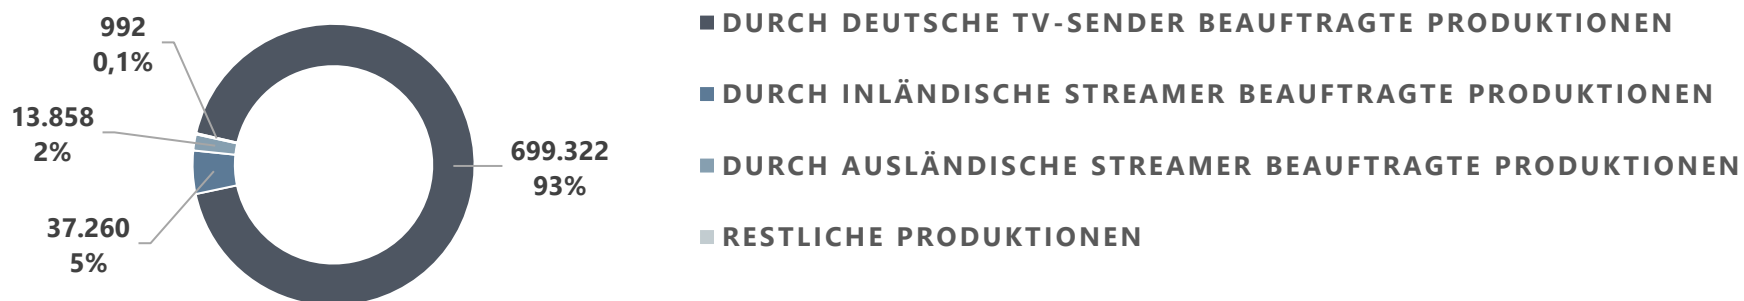 992
0,1%
13.858
2%
37.260
5%
699.322
93%
DURCH DEUTSCHE TV-SENDER BEAUFTRAGTE PRODUKTIONEN
DURCH INLÄNDISCHE STREAMER BEAUFTRAGTE PRODUKTIONEN
DURCH AUSLÄNDISCHE STREAMER BEAUFTRAGTE PRODUKTIONEN
RESTLICHE PRODUKTIONEN